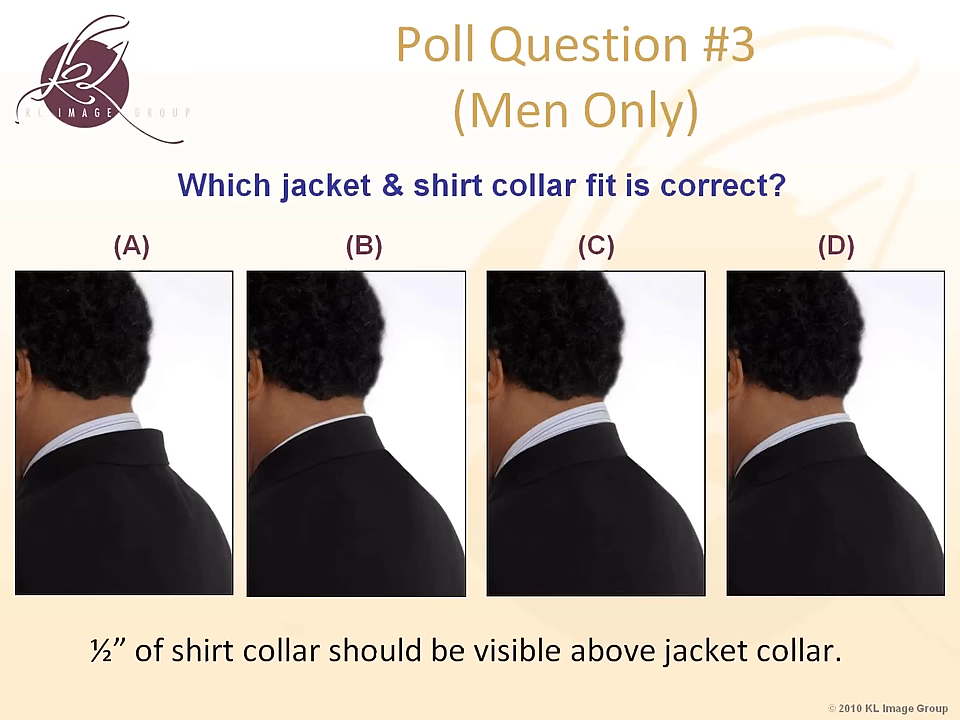 KL IMAGE GROUP
Poll Question #3
(Men Only)
Which jacket & shirt collar fit is correct?
(A) (B) (C) (D)
½” of shirt collar should be visible above jacket collar.
© 2010 KL Image Group